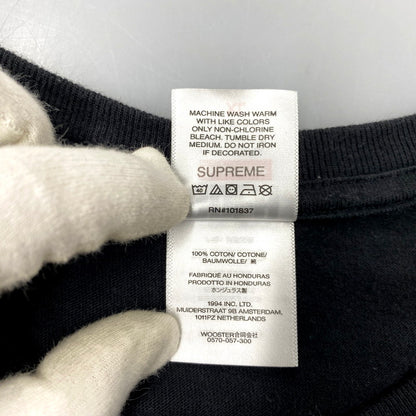 MACHINE WASH WARM
WITH LIKE COLORS
ONLY NON-CHLORINE
BLEACH. TUMBLE DRY
MEDIUM. DO NOT IRON
IF DECORATED.
SUPREME
RN#101837
100% COTTON/ COTONE/
BAUMWOLLE/ 綿
FABRIQUÉ AU HONDURAS
PRODOTTO IN HONDURAS
ホンジュラス製
1994 INC. LTD.
MUIDERSTRAAT 9B AMSTERDAM,
1011PZ NETHERLANDS
WOOSTER合同会社
0570-057-300